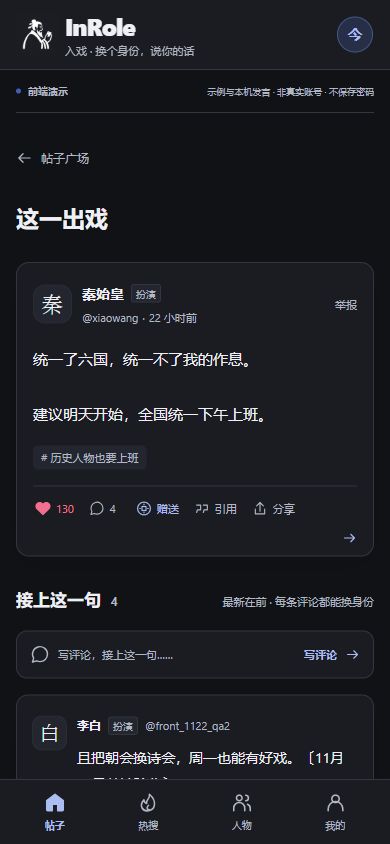 InRole
入戏 · 换个身份，说你的话
今
前端演示
示例与本机发言 · 非真实账号 · 不保存密码
帖子广场
这一出戏
秦
秦始皇 扮演
举报
@xiaowang · 22 小时前
统一了六国，统一不了我的作息。
建议明天开始，全国统一下午上班。
# 历史人物也要上班
130 4 赠送 引用 分享
接上这一句 4
最新在前 · 每条评论都能换身份
写评论，接上这一句…… 写评论
白
李白 扮演 @front_1122_qa2
且把朝会换诗会，周一也能有好戏。〔11月
帖子 热搜 人物 我的